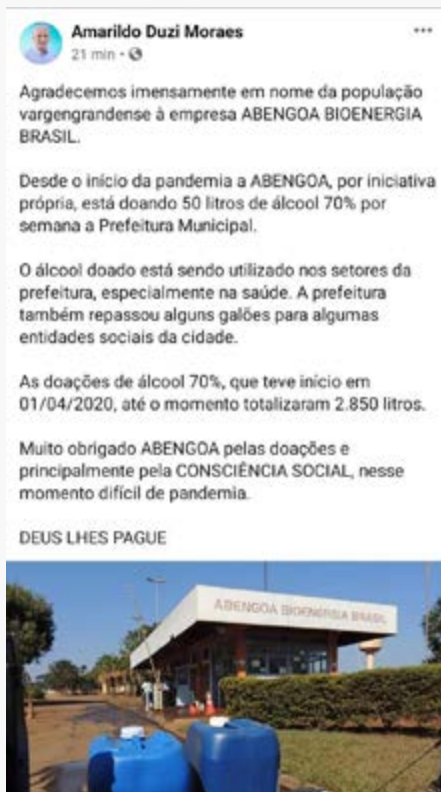 Amarildo Duzi Moraes
21 min
Agradecemos imensamente em nome da população
vargengrandense à empresa ABENGOA BIOENERGIA
BRASIL.
Desde o início da pandemia a ABENGOA, por iniciativa
própria, está doando 50 litros de álcool 70% por
semana a Prefeitura Municipal.
O álcool doado está sendo utilizado nos setores da
prefeitura, especialmente na saúde. A prefeitura
também repassou alguns galões para algumas
entidades sociais da cidade.
As doações de álcool 70%, que teve início em
01/04/2020, até o momento totalizaram 2.850 litros.
Muito obrigado ABENGOA pelas doações e
principalmente pela CONSCIÊNCIA SOCIAL, nesse
momento difícil de pandemia.
DEUS LHES PAGUE
ABENGOA BIOENERGIA BRASIL